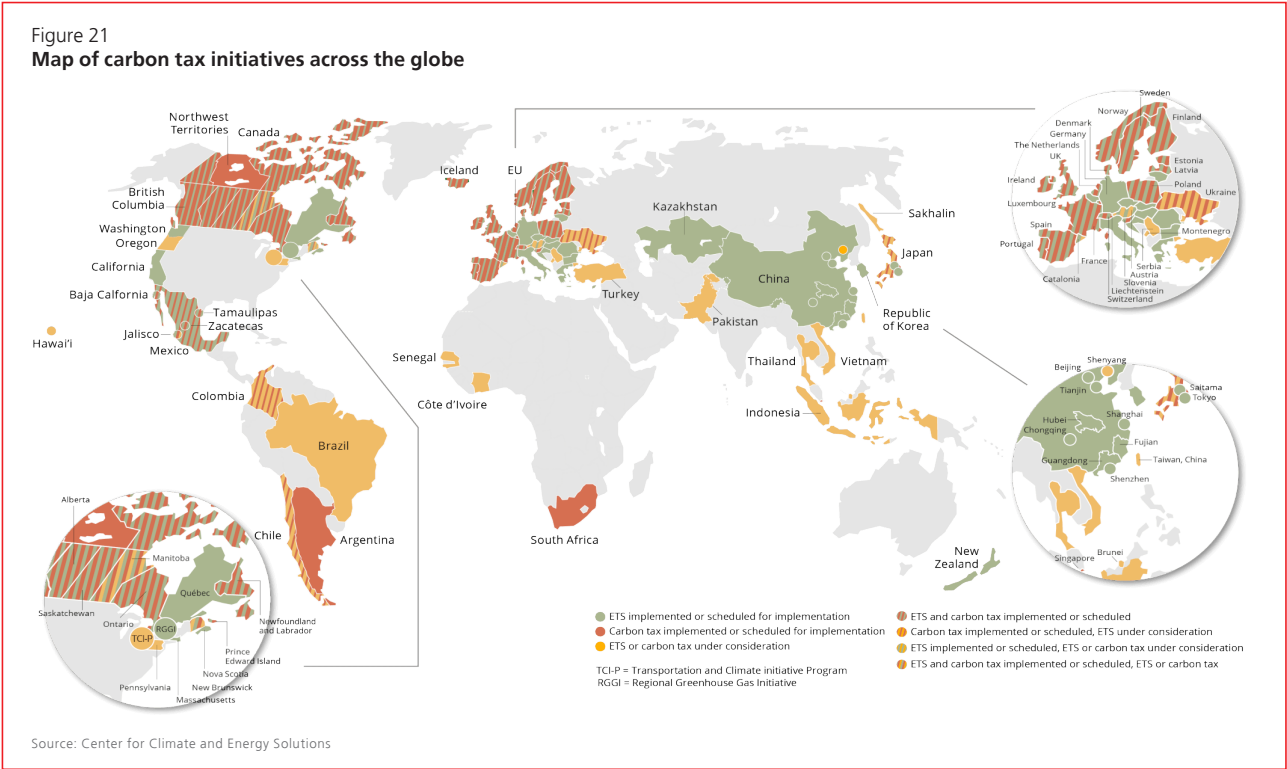 Figure 21
Map of carbon tax initiatives across the globe
Northwest
Territories
Canada
British
Columbia
Washington
Oregon
California
Baja Calfornia
Tamaulipas
Zacatecas
Jalisco
Mexico
Hawai’i
Colombia
Brazil
Chile
Argentina
Iceland
EU
Kazakhstan
Sakhalin
Japan
China
Turkey
Pakistan
Republic
of Korea
Senegal
Côte d’Ivoire
Thailand
Vietnam
Indonesia
South Africa
New
Zealand
Sweden
Norway
Finland
Denmark
Germany
The Netherlands
UK
Estonia
Latvia
Ireland
Poland
Ukraine
Luxembourg
Spain
Montenegro
Portugal
France
Catalonia
Serbia
Austria
Slovenia
Liechtenstein
Switzerland
Shenyang
Beijing
Tianjin
Saitama
Tokyo
Hubei
Shanghai
Chongqing
Fujian
Guangdong
Taiwan, China
Shenzhen
Singapore
Brunei
Alberta
Manitoba
Québec
Saskatchewan
Ontario
RGGI
TCI-P
Newfoundland
and Labrador
Prince
Edward Island
Nova Scotia
Pennsylvania
New Brunswick
Massachusetts
ETS implemented or scheduled for implementation
Carbon tax implemented or scheduled for implementation
ETS or carbon tax under consideration
TCI-P = Transportation and Climate initiative Program
RGGI = Regional Greenhouse Gas Initiative
ETS and carbon tax implemented or scheduled
Carbon tax implemented or scheduled, ETS under consideration
ETS implemented or scheduled, ETS or carbon tax under consideration
ETS and carbon tax implemented or scheduled, ETS or carbon tax
Source: Center for Climate and Energy Solutions